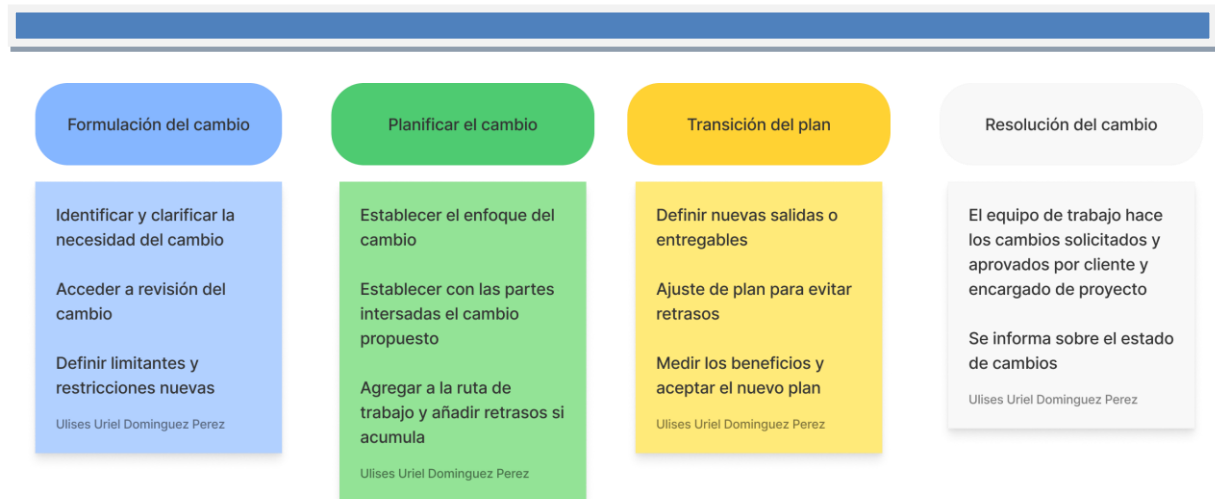 Formulación del cambio
Identificar y clarificar la
necesidad del cambio
Acceder a revisión del
cambio
Definir limitantes y
restricciones nuevas
Ulises Uriel Dominguez Perez
Planificar el cambio
Establecer el enfoque del
cambio
Establecer con las partes
intersadas el cambio
propuesto
Agregar a la ruta de
trabajo y añadir retrasos si
acumula
Ulises Uriel Dominguez Perez
Transición del plan
Definir nuevas salidas o
entregables
Ajuste de plan para evitar
retrasos
Medir los beneficios y
aceptar el nuevo plan
Ulises Uriel Dominguez Perez
Resolución del cambio
El equipo de trabajo hace
los cambios solicitados y
aprovados por cliente y
encargado de proyecto
Se informa sobre el estado
de cambios
Ulises Uriel Dominguez Perez